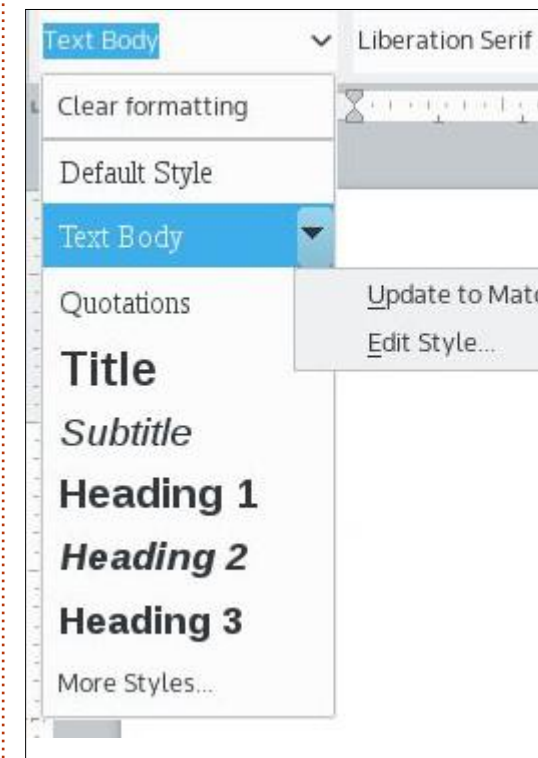 Text Body Liberation Serif
Clear formatting
Default Style
Text Body
Update to
Edit Style...
Quotations
Title
Subtitle
Heading 1
Heading 2
Heading 3
More Styles...